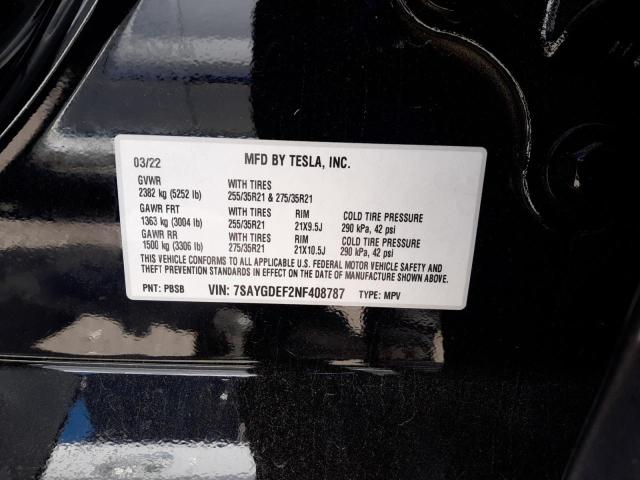 03/22 MFD BY TESLA, INC.
GVWR WITH TIRES
2382 kg (5252 lb) 255/35R21 & 275/35R21
GAWR FRT WITH TIRES RIM COLD TIRE PRESSURE
1363 kg (3004 lb) 255/35R21 21X9.5J 290 kPa, 42 psi
GAWR RR WITH TIRES RIM COLD TIRE PRESSURE
1500 kg (3306 lb) 275/35R21 21X10.5J 290 kPa, 42 psi
THIS VEHICLE CONFORMS TO ALL APPLICABLE U.S. FEDERAL MOTOR VEHICLE SAFETY AND
THEFT PREVENTION STANDARDS IN EFFECT ON THE DATE OF MANUFACTURE SHOWN ABOVE.
PNT: PBSB VIN: 7SAYGDEF2NF408787 TYPE: MPV